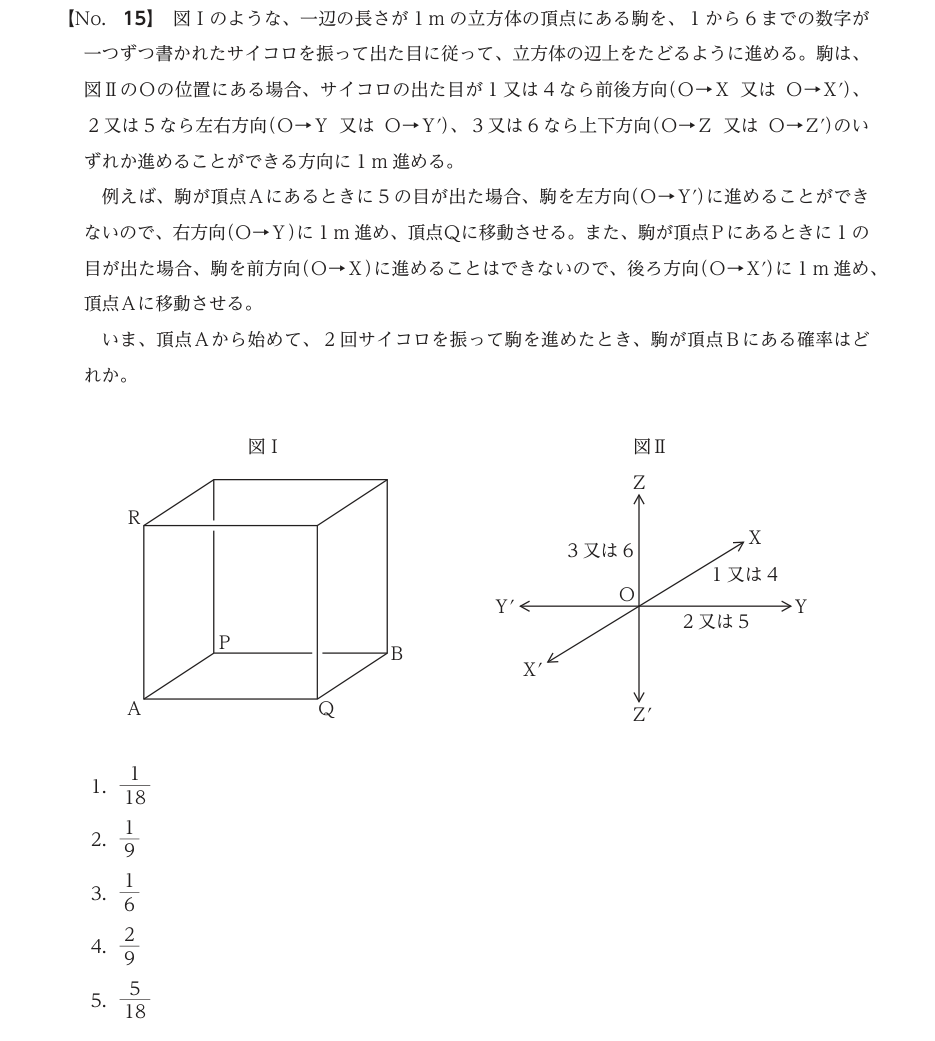 【No. 15】 図Ⅰのような、一辺の長さが1mの立方体の頂点にある駒を、1から6までの数字が
一つずつ書かれたサイコロを振って出た目に従って、立方体の辺上をたどるように進める。駒は、
図ⅡのOの位置にある場合、サイコロの出た目が1又は4なら前後方向(O→X 又は O→X′)、
2又は5なら左右方向(O→Y 又は O→Y′)、3又は6なら上下方向(O→Z 又は O→Z′)のい
ずれか進めることができる方向に1m進める。
例えば、駒が頂点Aにあるときに5の目が出た場合、駒を左方向(O→Y′)に進めることができ
ないので、右方向(O→Y)に1m進め、頂点Qに移動させる。また、駒が頂点Pにあるときに1の
目が出た場合、駒を前方向(O→X)に進めることはできないので、後ろ方向(O→X′)に1m進め、
頂点Aに移動させる。
いま、頂点Aから始めて、2回サイコロを振って駒を進めたとき、駒が頂点Bにある確率はど
れか。
図Ⅰ
R
P
B
A
Q
図Ⅱ
Z
3又は6
X
1又は4
O
Y′
Y
2又は5
X′
Z′
1. 1/18
2. 1/9
3. 1/6
4. 2/9
5. 5/18